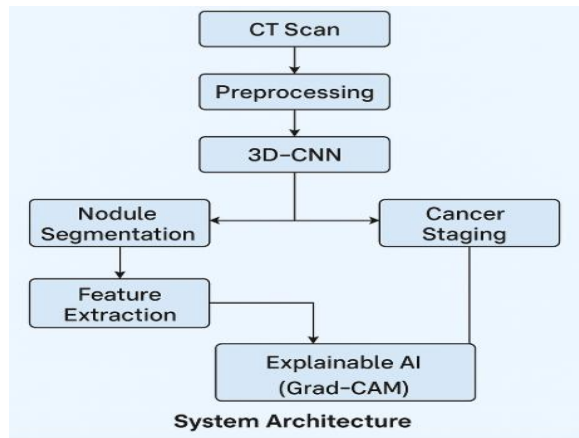 CT Scan
Preprocessing
3D-CNN
Nodule
Segmentation
Cancer
Staging
Feature
Extraction
Explainable AI
(Grad-CAM)
System Architecture